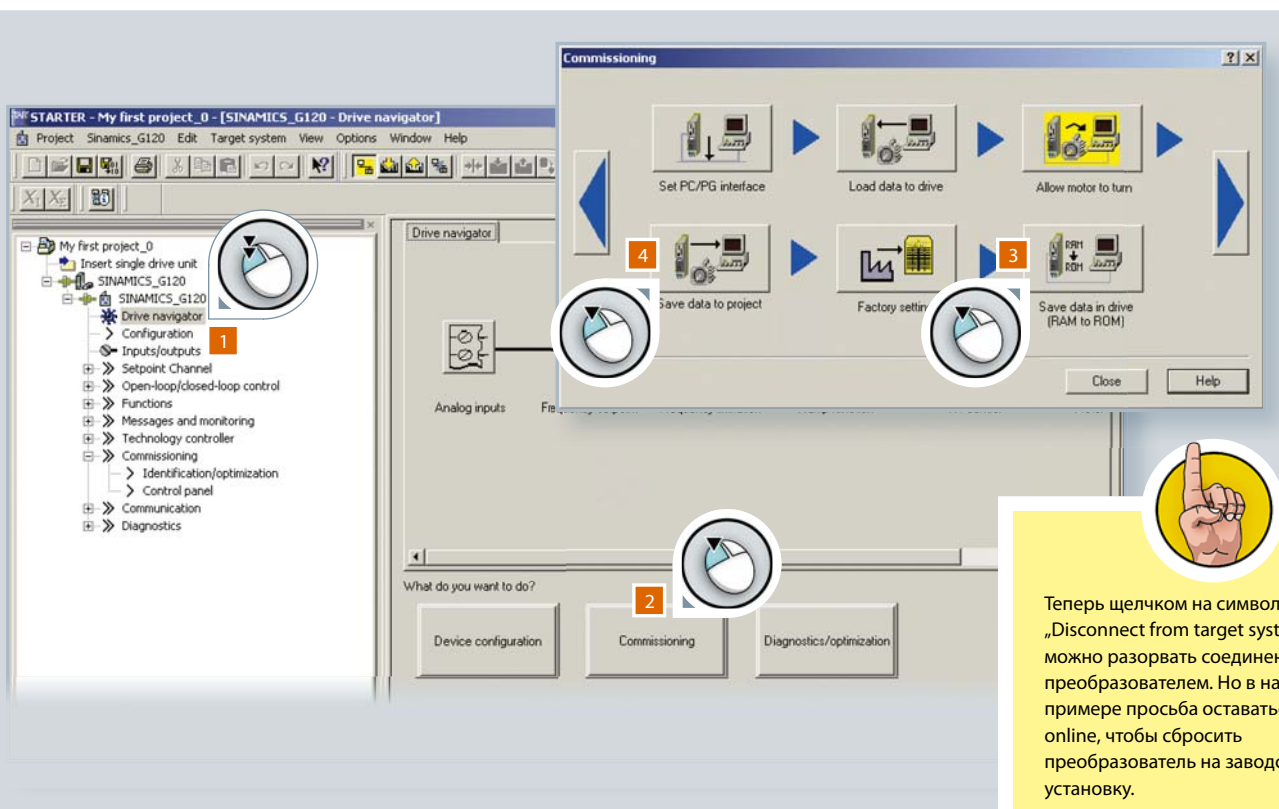 Commissioning
Set PC/PG interface
Load data to drive
Allow motor to turn
4
3
RAM
ROM
Save data to project
Factory settin
Save data in drive
(RAM to ROM)
Close
Help
STARTER - My first project_0 - [SINAMICS_G120 - Drive navigator]
Project Sinamics_G120 Edit Target system View Options Window Help
My first project_0
Insert single drive unit
SINAMICS_G120
SINAMICS_G120
Drive navigator
1
Configuration
Inputs/outputs
Setpoint Channel
Open-loop/closed-loop control
Functions
Messages and monitoring
Technology controller
Commissioning
Identification/optimization
Control panel
Communication
Diagnostics
Drive navigator
Analog inputs
What do you want to do?
2
Device configuration
Commissioning
Diagnostics/optimization
Теперь щелчком на символ
„Disconnect from target syst
можно разорвать соединен
преобразователем. Но в на
примере просьба оставать
online, чтобы сбросить
преобразователь на заводс
установку.